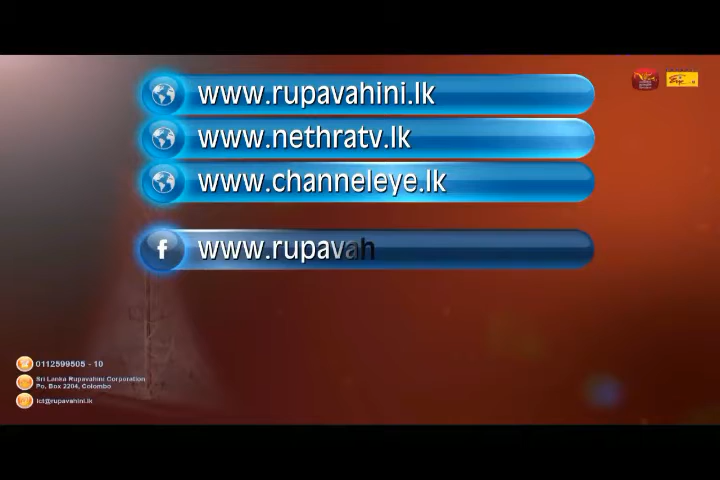 www.rupavahini.lk
www.nethratv.lk
www.channeleye.lk
www.rupavah
0112599505 - 10
Sri Lanka Rupavahini Corporation
Po. Box 2204, Colombo
ict@rupavahini.lk